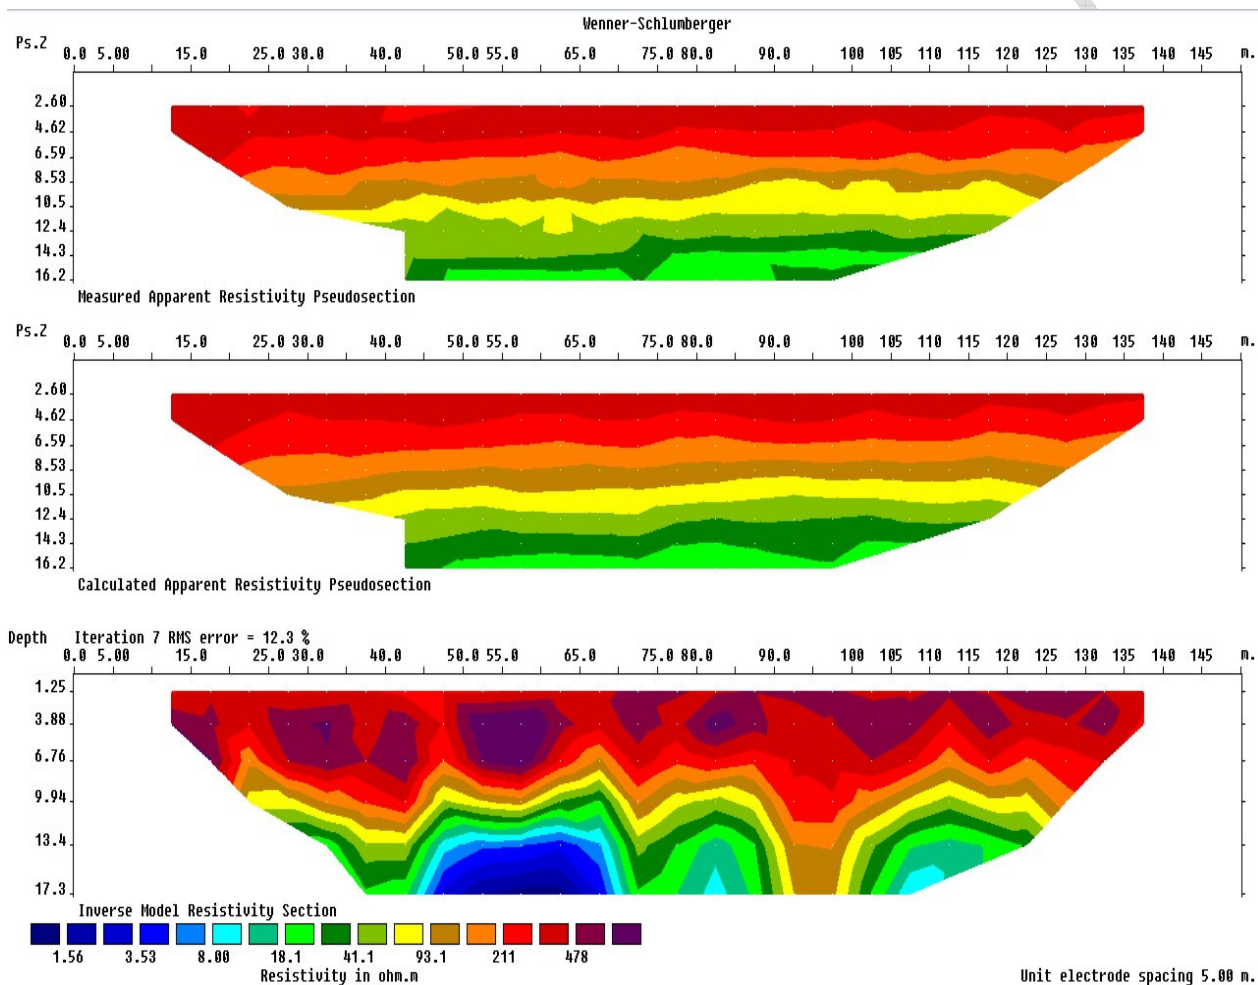 Wenner-Schlumberger
Ps.Z 0.0 5.00 15.0 25.0 30.0 40.0 50.0 55.0 65.0 75.0 80.0 90.0 100 110 115 125 130 140 145 m.
2.60
4.62
6.59
8.53
10.5
12.4
14.3
16.2
Measured Apparent Resistivity Pseudosection
Ps.Z 0.0 5.00 15.0 25.0 30.0 40.0 50.0 55.0 65.0 75.0 80.0 90.0 100 110 115 125 130 140 145 m.
2.60
4.62
6.59
8.53
10.5
12.4
14.3
16.2
Calculated Apparent Resistivity Pseudosection
Depth Iteration 7 RMS error = 12.3 %
0.0 5.00 15.0 25.0 30.0 40.0 50.0 55.0 65.0 75.0 80.0 90.0 100 110 115 125 130 140 145 m.
1.25
3.88
6.76
9.94
13.4
17.3
Inverse Model Resistivity Section
1.56 3.53 8.00 18.1 41.1 93.1 211 478
Resistivity in ohm.m
Unit electrode spacing 5.00 m.